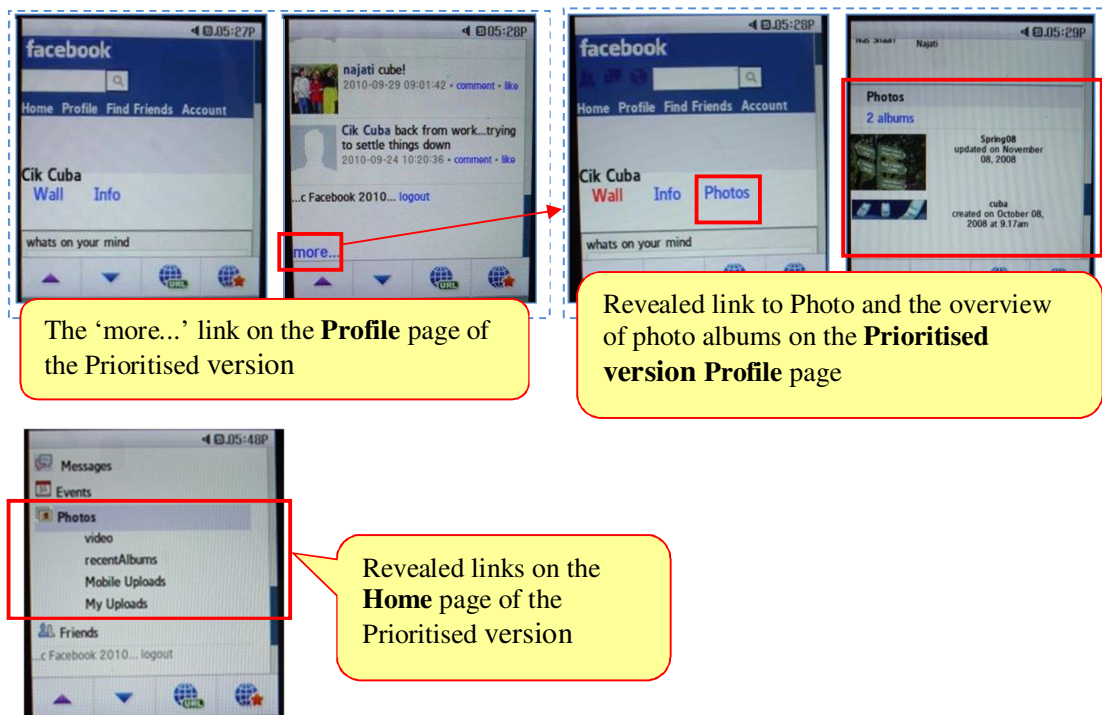 05:27P
facebook
Home Profile Find Friends Account
Cik Cuba
Wall Info
whats on your mind
URL
05:28P
najati cube!
2010-09-29 09:01:42 • comment • like
Cik Cuba back from work...trying
to settle things down
2010-09-24 10:20:36 • comment • like
...c Facebook 2010... logout
more...
URL
The ‘more...’ link on the Profile page of
the Prioritised version
05:28P
facebook
Home Profile Find Friends Account
Cik Cuba
Wall Info Photos
whats on your mind
05:29P
Najati
Photos
2 albums
Spring08
updated on November
08, 2008
cuba
created on October 08,
2008 at 9.17am
Revealed link to Photo and the overview
of photo albums on the Prioritised
version Profile page
05:48P
Messages
31 Events
Photos
video
recentAlbums
Mobile Uploads
My Uploads
Friends
...c Facebook 2010... logout
URL
Revealed links on the
Home page of the
Prioritised version